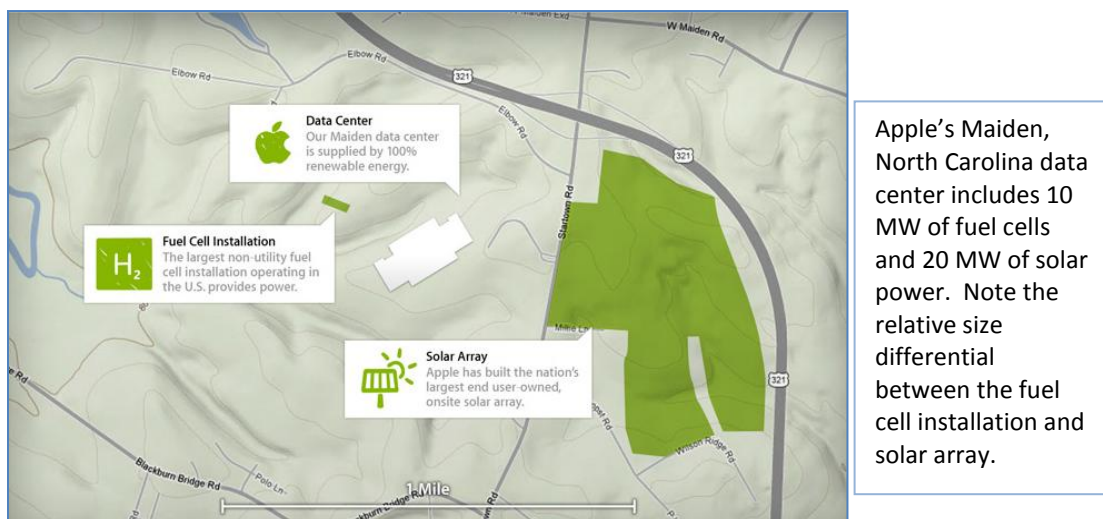 W Maiden Rd
Elbow Rd
Elbow Rd
321
Data Center
Our Maiden data center
is supplied by 100%
renewable energy.
Elbow Rd
321
Startown Rd
H2
Fuel Cell Installation
The largest non-utility fuel
cell installation operating in
the U.S. provides power.
Solar Array
Apple has built the nation's
largest end user-owned,
onsite solar array.
321
Wilson Ridge Rd
Blackburn Bridge Rd
Polo Ln
1 Mile
Apple’s Maiden,
North Carolina data
center includes 10
MW of fuel cells
and 20 MW of solar
power. Note the
relative size
differential
between the fuel
cell installation and
solar array.